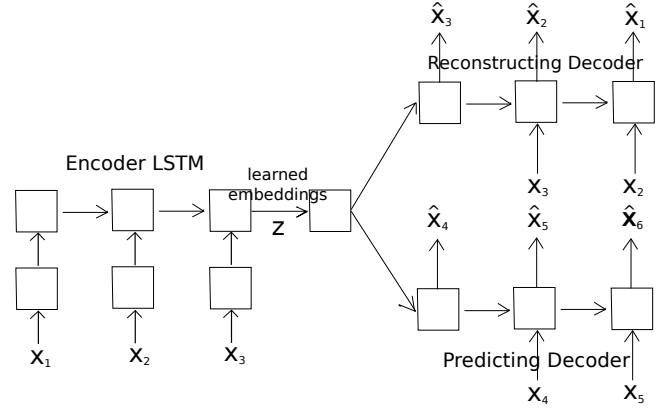 x̂₃ x̂₂ x̂₁
Reconstructing Decoder
Encoder LSTM
learned
embeddings
z
x₃ x₂
x̂₄ x̂₅ x̂₆
x₁ x₂ x₃
Predicting Decoder
x₄ x₅